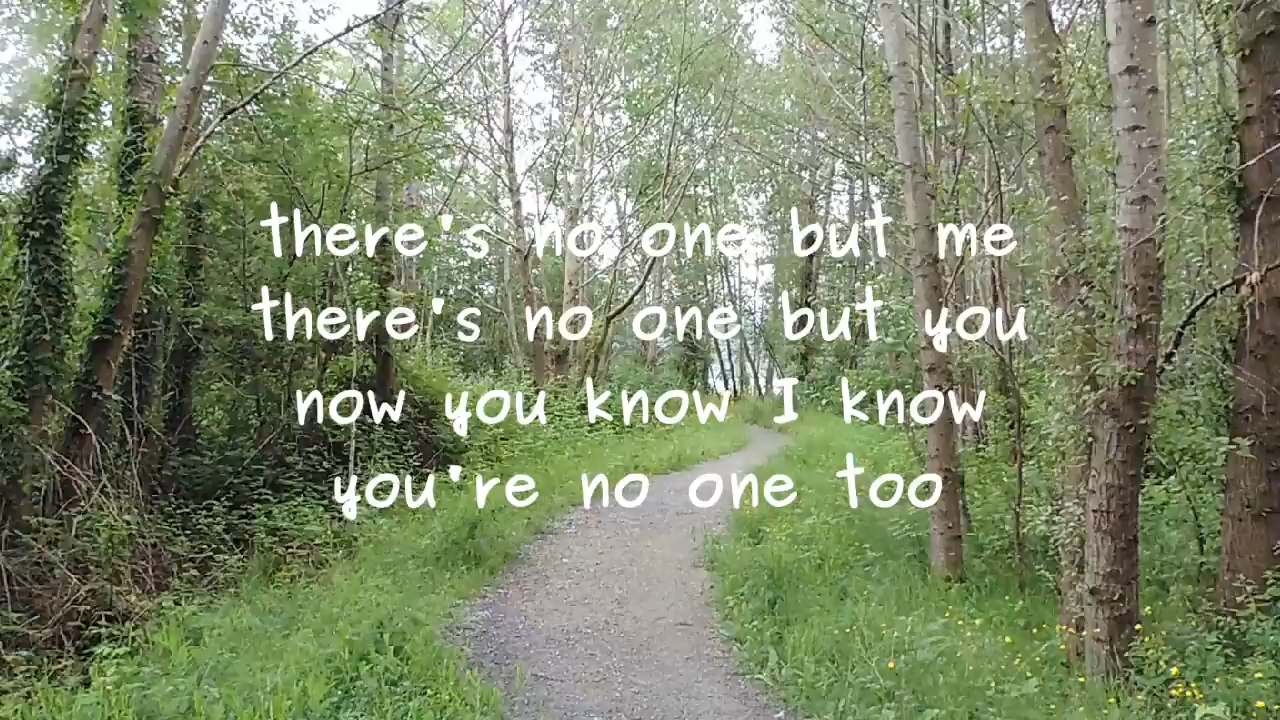 there's no one but me
there's no one but you
now you know I know
you're no one too